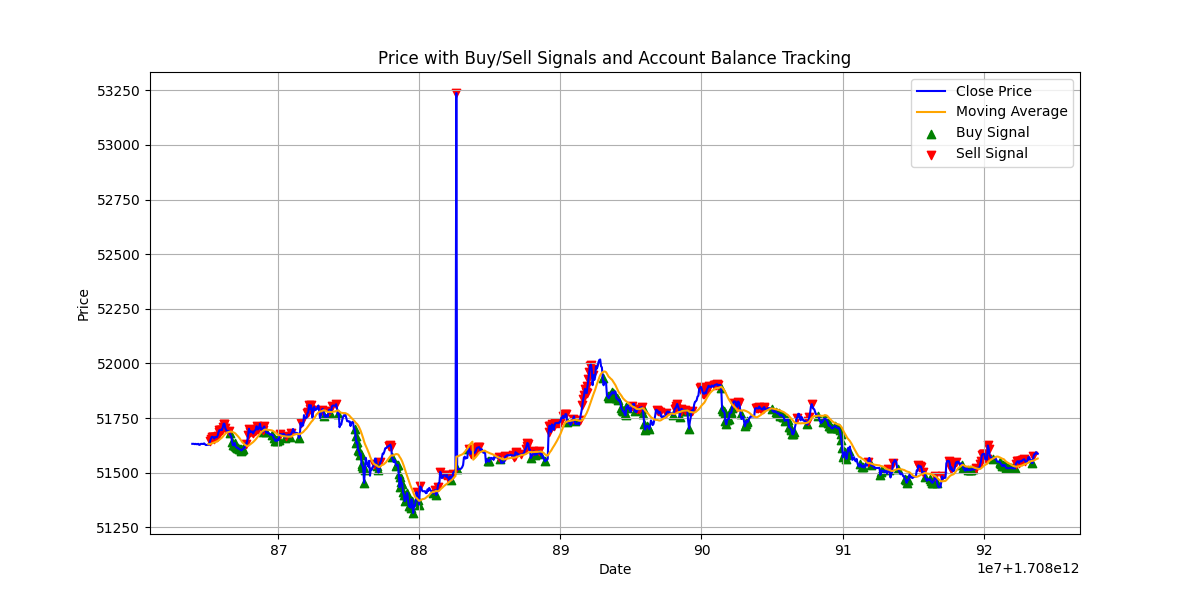 Price with Buy/Sell Signals and Account Balance Tracking
53250
53000
52750
52500
52250
52000
51750
51500
51250
Price
Close Price
Moving Average
Buy Signal
Sell Signal
87 88 89 90 91 92
Date
1e7+1.708e12